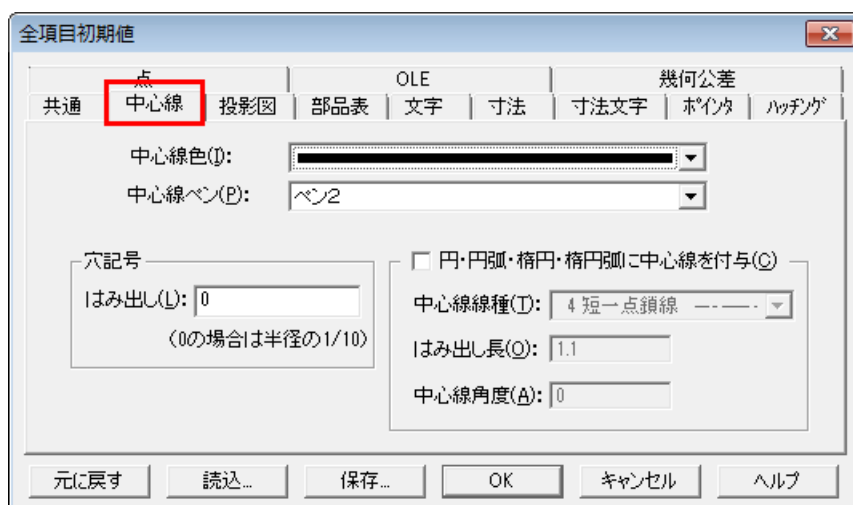 全項目初期値
点 OLE 幾何公差
共通 中心線 投影図 部品表 文字 寸法 寸法文字 ﾎﾟｲﾝﾀ ﾊｯﾁﾝｸﾞ
中心線色(I):
中心線ペン(P): ペン2
穴記号
はみ出し(L): 0
(0の場合は半径の1/10)
円・円弧・楕円・楕円弧に中心線を付与(C)
中心線線種(T): 4 短一点鎖線
はみ出し長(O): 1.1
中心線角度(A): 0
元に戻す 読込... 保存... OK キャンセル ヘルプ